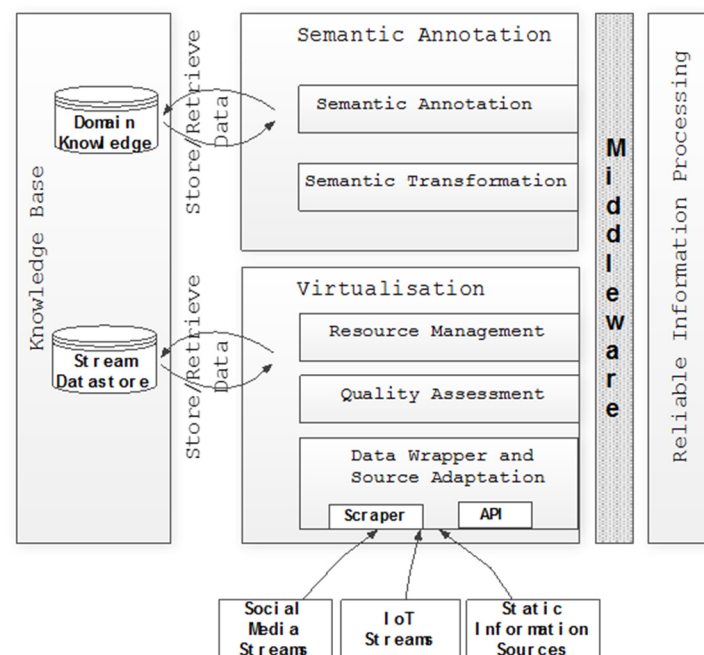 Knowledge Base
Domain
Knowledge
Stream
Datastore
Store/Retrieve
Data
Store/Retrieve
Data
Semantic Annotation
Semantic Annotation
Semantic Transformation
Virtualisation
Resource Management
Quality Assessment
Data Wrapper and
Source Adaptation
Scraper
API
Middleware
Reliable Information Processing
Social
Media
Streams
IoT
Streams
Static
Information
Sources